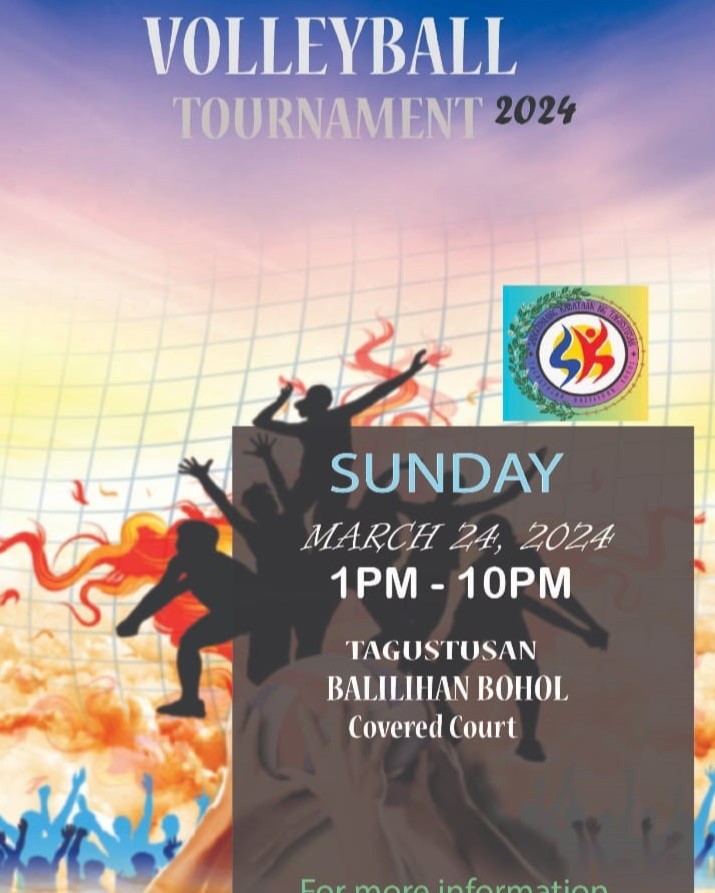 VOLLEYBALL
TOURNAMENT 2024
SUNDAY
MARCH 24, 2024
1PM - 10PM
TAGUSTUSAN
BALILIHAN BOHOL
Covered Court
For more information